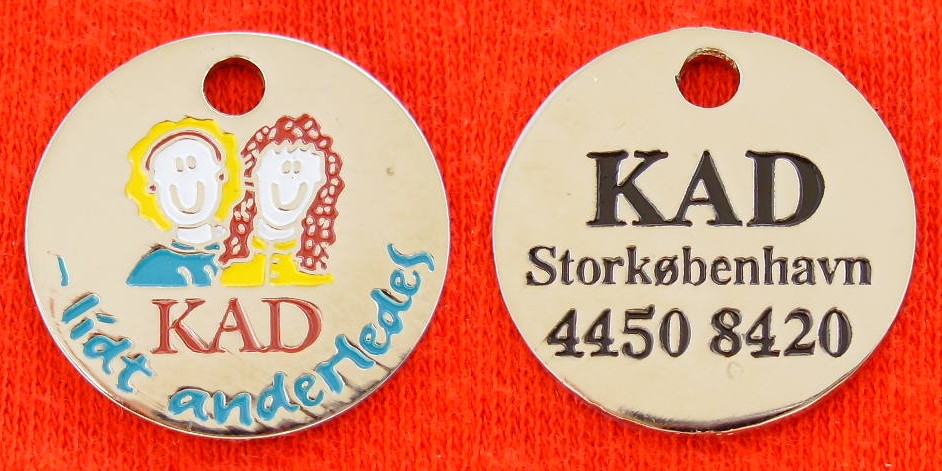 KAD
- lidt anderledes
KAD
Storkøbenhavn
4450 8420